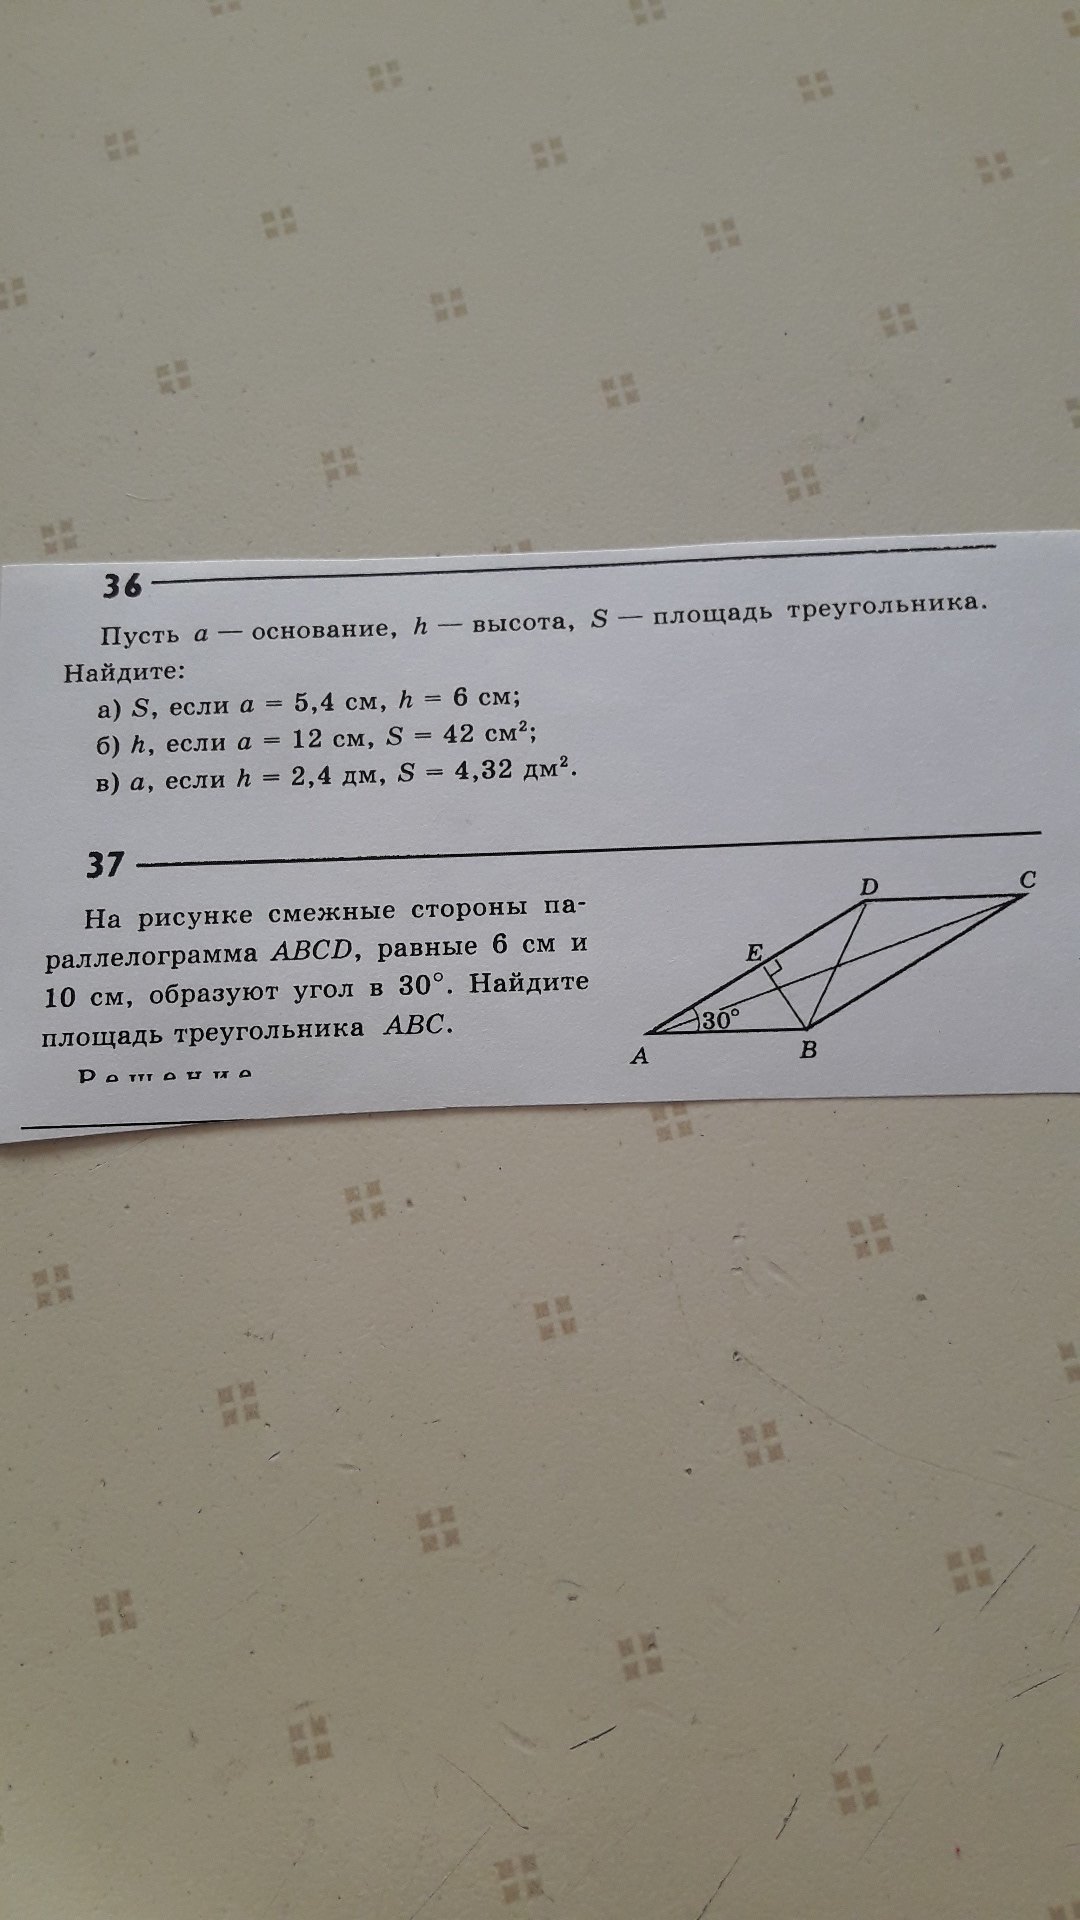 36
Пусть a — основание, h — высота, S — площадь треугольника.
Найдите:
а) S, если a = 5,4 см, h = 6 см;
б) h, если a = 12 см, S = 42 см²;
в) a, если h = 2,4 дм, S = 4,32 дм².
37
На рисунке смежные стороны па-
раллелограмма ABCD, равные 6 см и
10 см, образуют угол в 30°. Найдите
площадь треугольника ABC.
Решение
D
C
E
30°
A
B